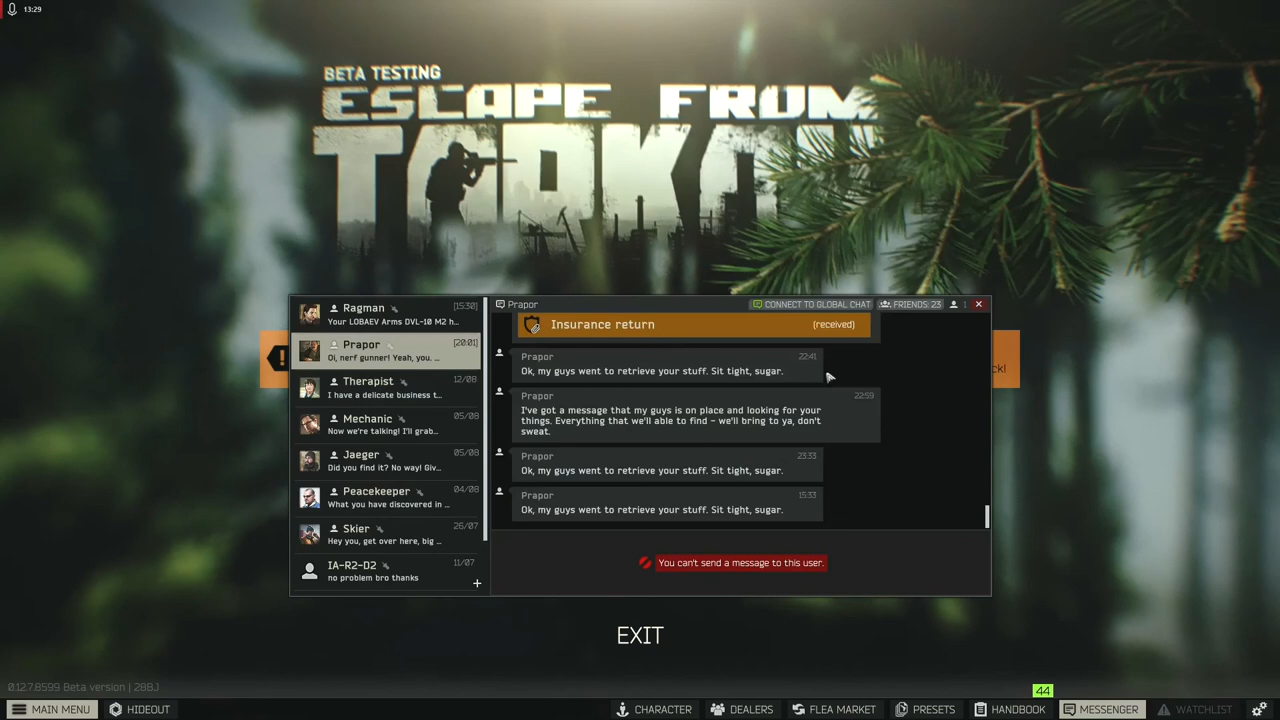 13:29
BETA TESTING
ESCAPE FROM
TARKOV
Ragman
[15:30]
Your LOBAEV Arms DVL-10 M2 h...
Prapor
[20:01]
Oi, nerf gunner! Yeah, you. ...
Therapist
12/08
I have a delicate business t...
Mechanic
05/08
Now we're talking! I'll grab...
Jaeger
05/08
Did you find it? No way! Giv...
Peacekeeper
04/08
What you have discovered in ...
Skier
26/07
Hey you, get over here, big ...
IA-R2-D2
11/07
no problem bro thanks
+
Prapor
CONNECT TO GLOBAL CHAT
FRIENDS: 23
1
Insurance return
(received)
Prapor
22:41
Ok, my guys went to retrieve your stuff. Sit tight, sugar.
Prapor
22:59
I've got a message that my guys is on place and looking for your
things. Everything that we'll able to find - we'll bring to ya, don't
sweat.
Prapor
23:33
Ok, my guys went to retrieve your stuff. Sit tight, sugar.
Prapor
15:33
Ok, my guys went to retrieve your stuff. Sit tight, sugar.
You can't send a message to this user.
EXIT
0.12.7.8599 Beta version | 28BJ
44
MAIN MENU
HIDEOUT
CHARACTER
DEALERS
FLEA MARKET
PRESETS
HANDBOOK
MESSENGER
WATCHLIST